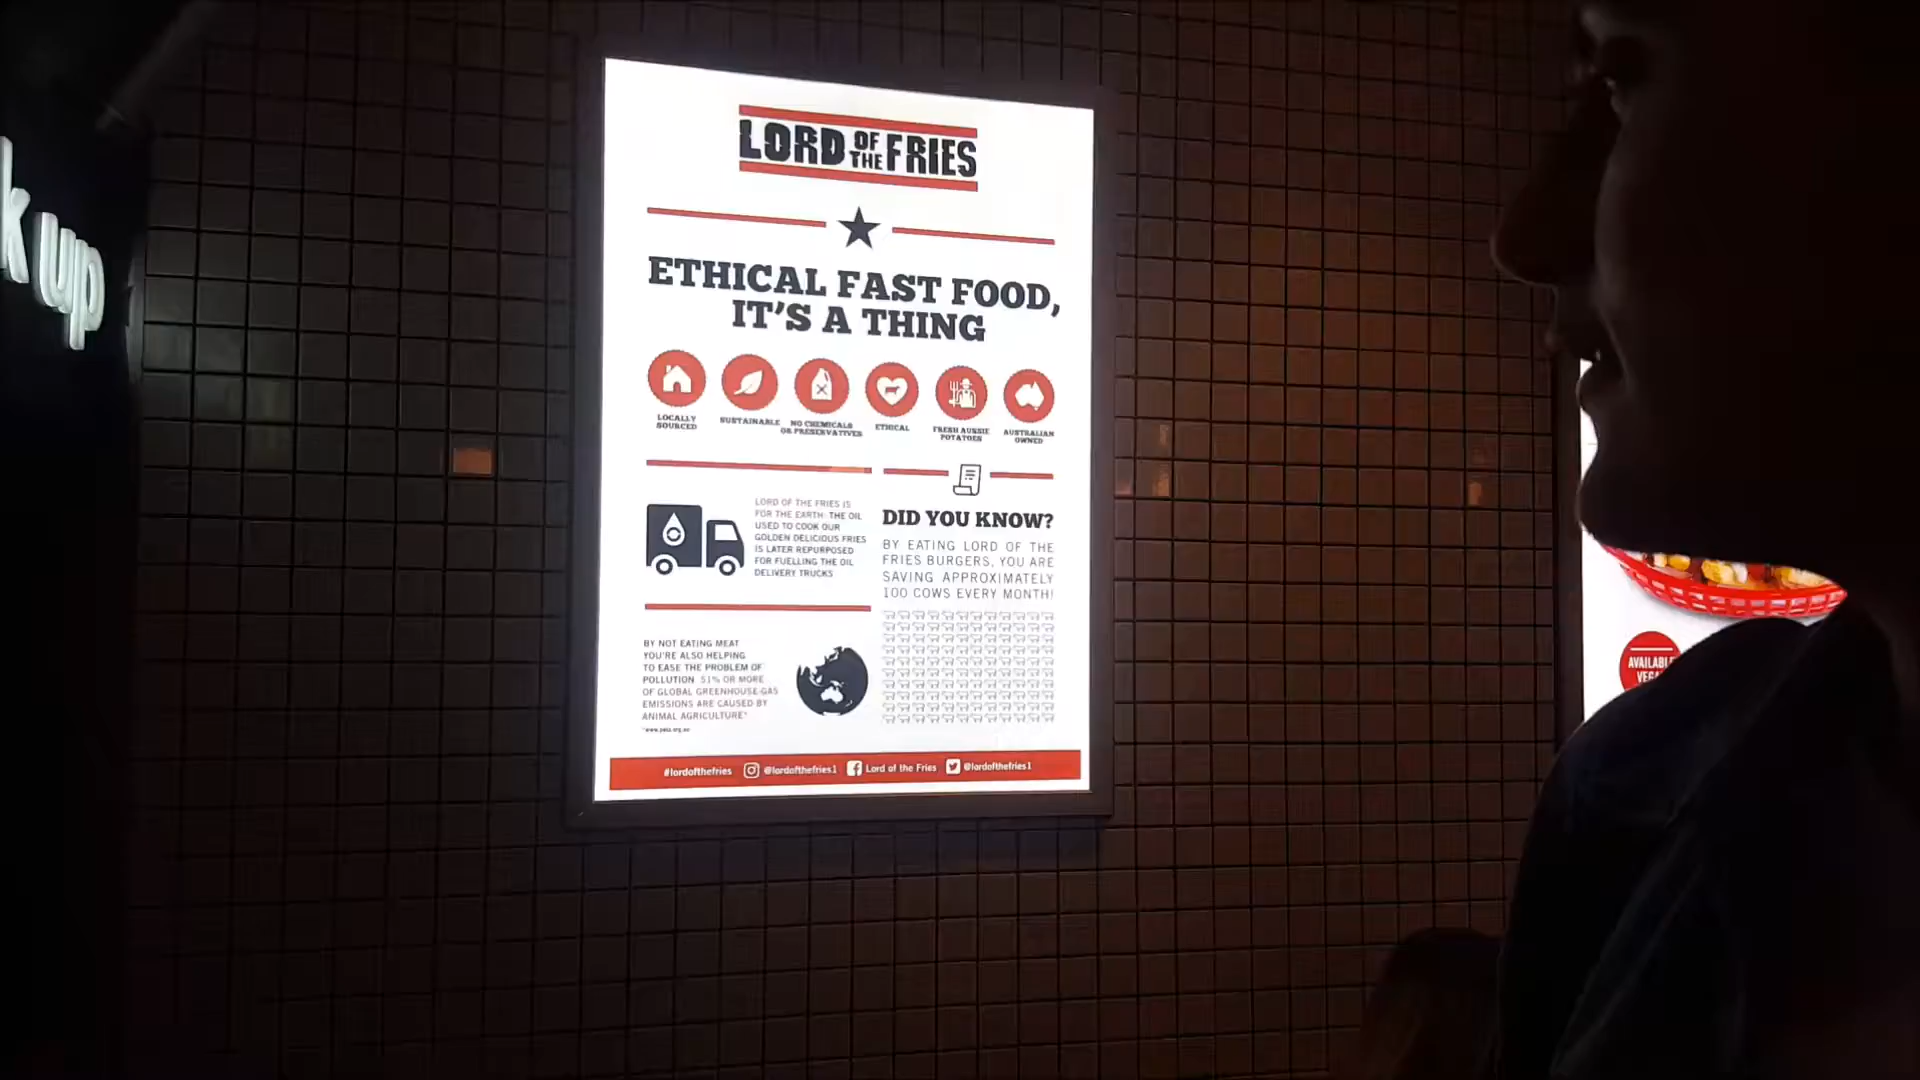 k up
LORD OF THE FRIES
ETHICAL FAST FOOD,
IT'S A THING
LOCALLY
SOURCED
SUSTAINABLE
NO CHEMICALS
OR PRESERVATIVES
ETHICAL
FRESH AUSSIE
POTATOES
AUSTRALIAN
OWNED
LORD OF THE FRIES IS
FOR THE EARTH: THE OIL
USED TO COOK OUR
GOLDEN DELICIOUS FRIES
IS LATER REPURPOSED
FOR FUELLING THE OIL
DELIVERY TRUCKS
DID YOU KNOW?
BY EATING LORD OF THE
FRIES BURGERS, YOU ARE
SAVING APPROXIMATELY
100 COWS EVERY MONTH!
BY NOT EATING MEAT
YOU'RE ALSO HELPING
TO EASE THE PROBLEM OF
POLLUTION. 51% OR MORE
OF GLOBAL GREENHOUSE-GAS
EMISSIONS ARE CAUSED BY
ANIMAL AGRICULTURE*
#lordofthefries @lordofthefries1 Lord of the Fries @lordofthefries1